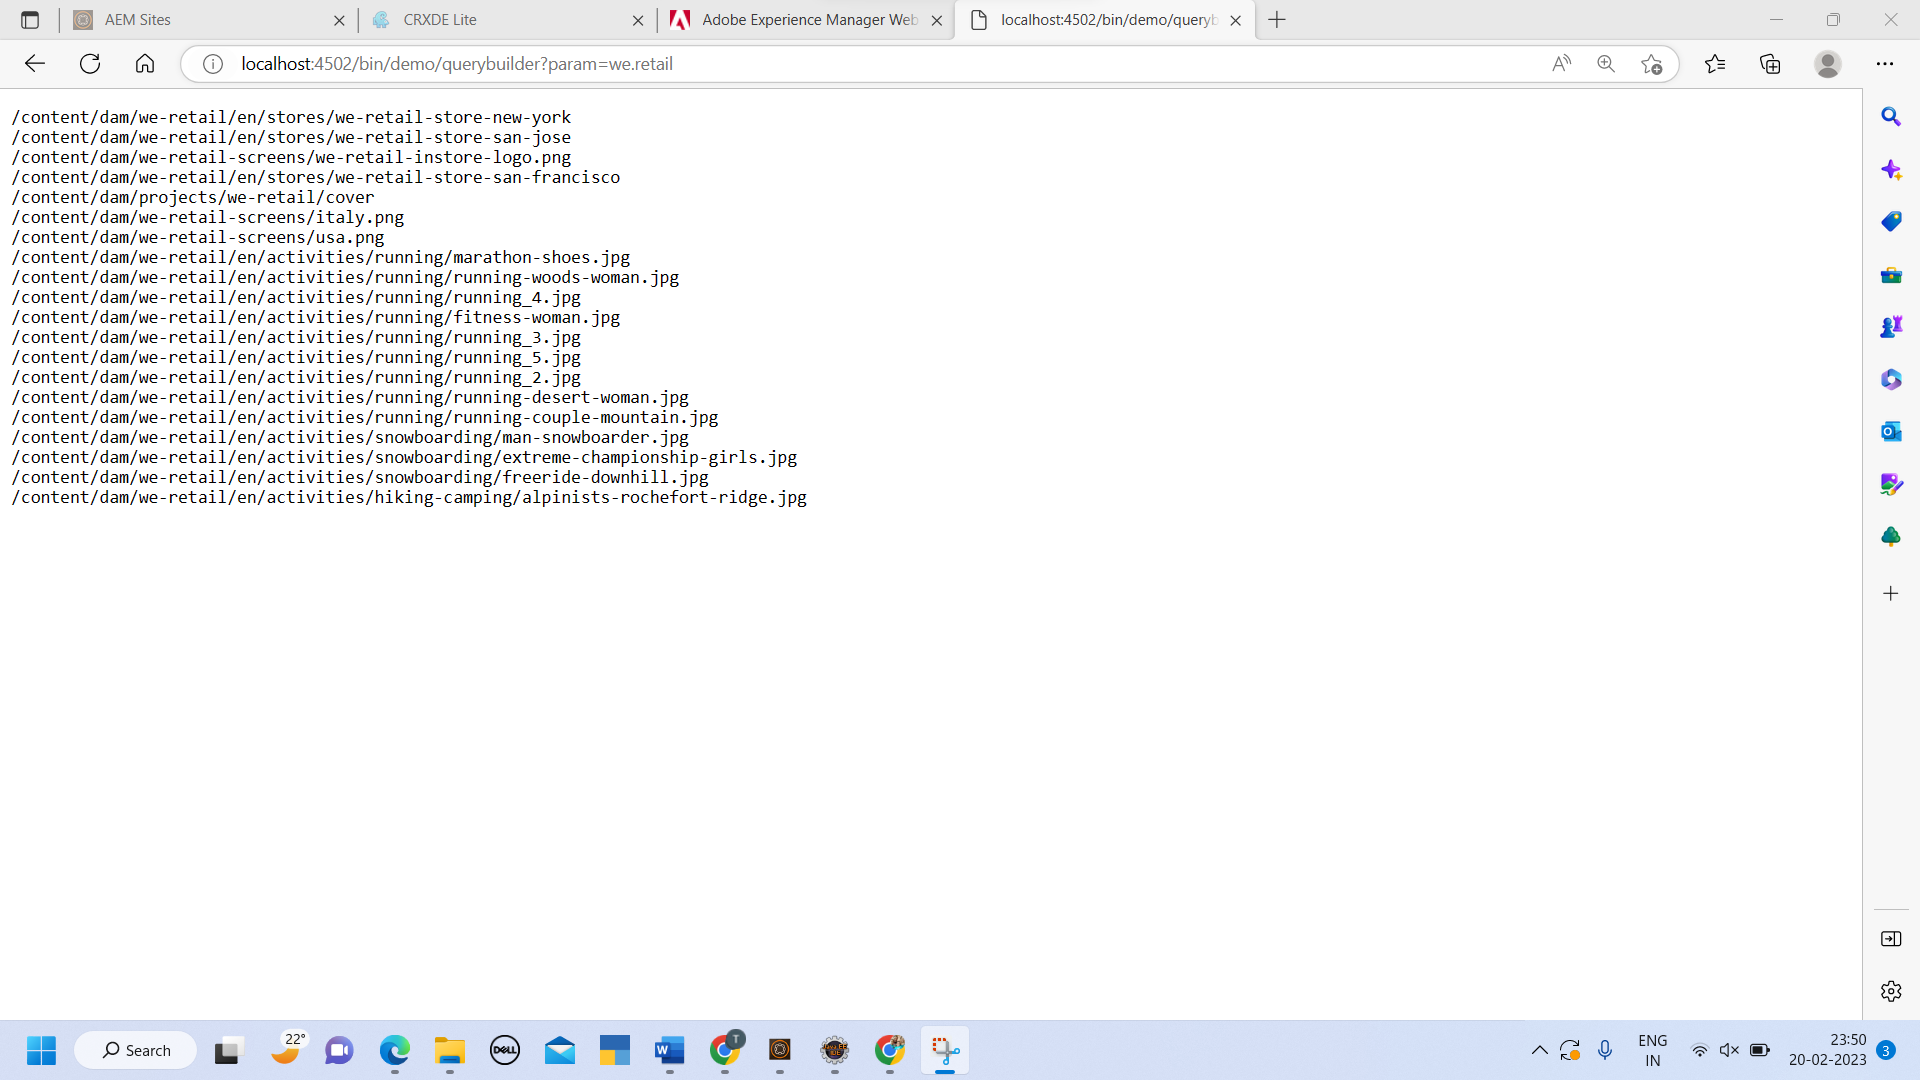 AEM Sites
CRXDE Lite
Adobe Experience Manager Web
localhost:4502/bin/demo/queryb
localhost:4502/bin/demo/querybuilder?param=we.retail
/content/dam/we-retail/en/stores/we-retail-store-new-york
/content/dam/we-retail/en/stores/we-retail-store-san-jose
/content/dam/we-retail-screens/we-retail-instore-logo.png
/content/dam/we-retail/en/stores/we-retail-store-san-francisco
/content/dam/projects/we-retail/cover
/content/dam/we-retail-screens/italy.png
/content/dam/we-retail-screens/usa.png
/content/dam/we-retail/en/activities/running/marathon-shoes.jpg
/content/dam/we-retail/en/activities/running/running-woods-woman.jpg
/content/dam/we-retail/en/activities/running/running_4.jpg
/content/dam/we-retail/en/activities/running/fitness-woman.jpg
/content/dam/we-retail/en/activities/running/running_3.jpg
/content/dam/we-retail/en/activities/running/running_5.jpg
/content/dam/we-retail/en/activities/running/running_2.jpg
/content/dam/we-retail/en/activities/running/running-desert-woman.jpg
/content/dam/we-retail/en/activities/running/running-couple-mountain.jpg
/content/dam/we-retail/en/activities/snowboarding/man-snowboarder.jpg
/content/dam/we-retail/en/activities/snowboarding/extreme-championship-girls.jpg
/content/dam/we-retail/en/activities/snowboarding/freeride-downhill.jpg
/content/dam/we-retail/en/activities/hiking-camping/alpinists-rochefort-ridge.jpg
Search
22°
DELL
W
T
ENG
IN
23:50
20-02-2023
3